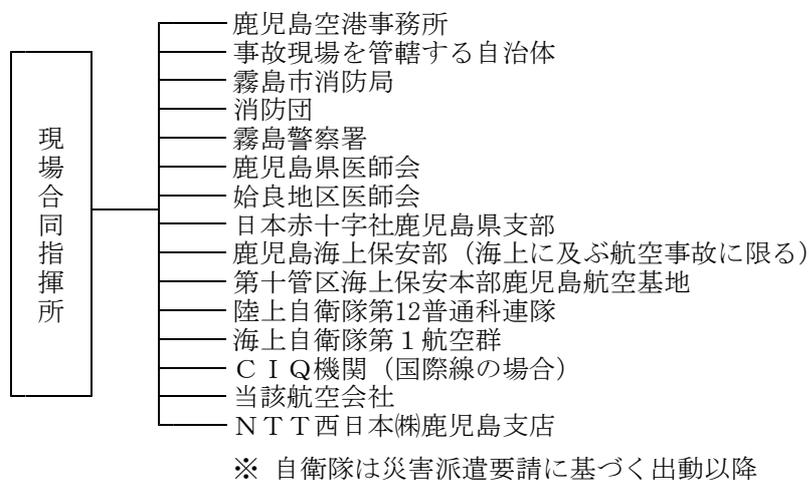 鹿児島空港事務所
事故現場を管轄する自治体
霧島市消防局
消防団
霧島警察署
鹿児島県医師会
姶良地区医師会
日本赤十字社鹿児島県支部
鹿児島海上保安部（海上に及ぶ航空事故に限る）
第十管区海上保安本部鹿児島航空基地
陸上自衛隊第12普通科連隊
海上自衛隊第１航空群
ＣＩＱ機関（国際線の場合）
当該航空会社
ＮＴＴ西日本㈱鹿児島支店
現場合同指揮所
※ 自衛隊は災害派遣要請に基づく出動以降